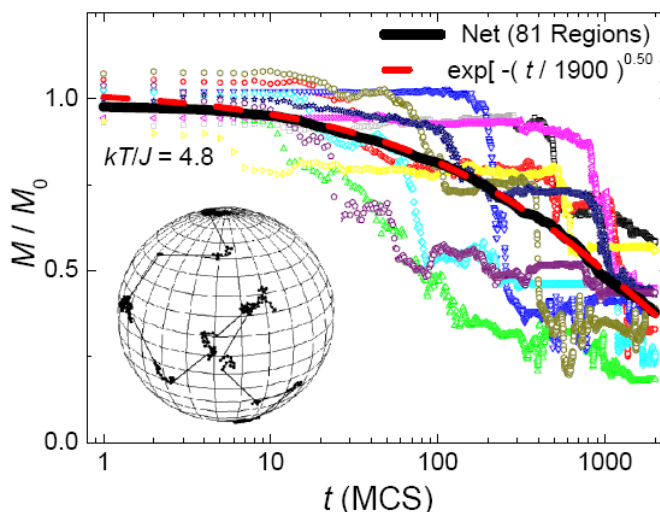 Net (81 Regions)
exp[ -( t / 1900 )^0.50
1.0
kT/J = 4.8
M / M₀
0.5
0.0
1 10 100 1000
t (MCS)